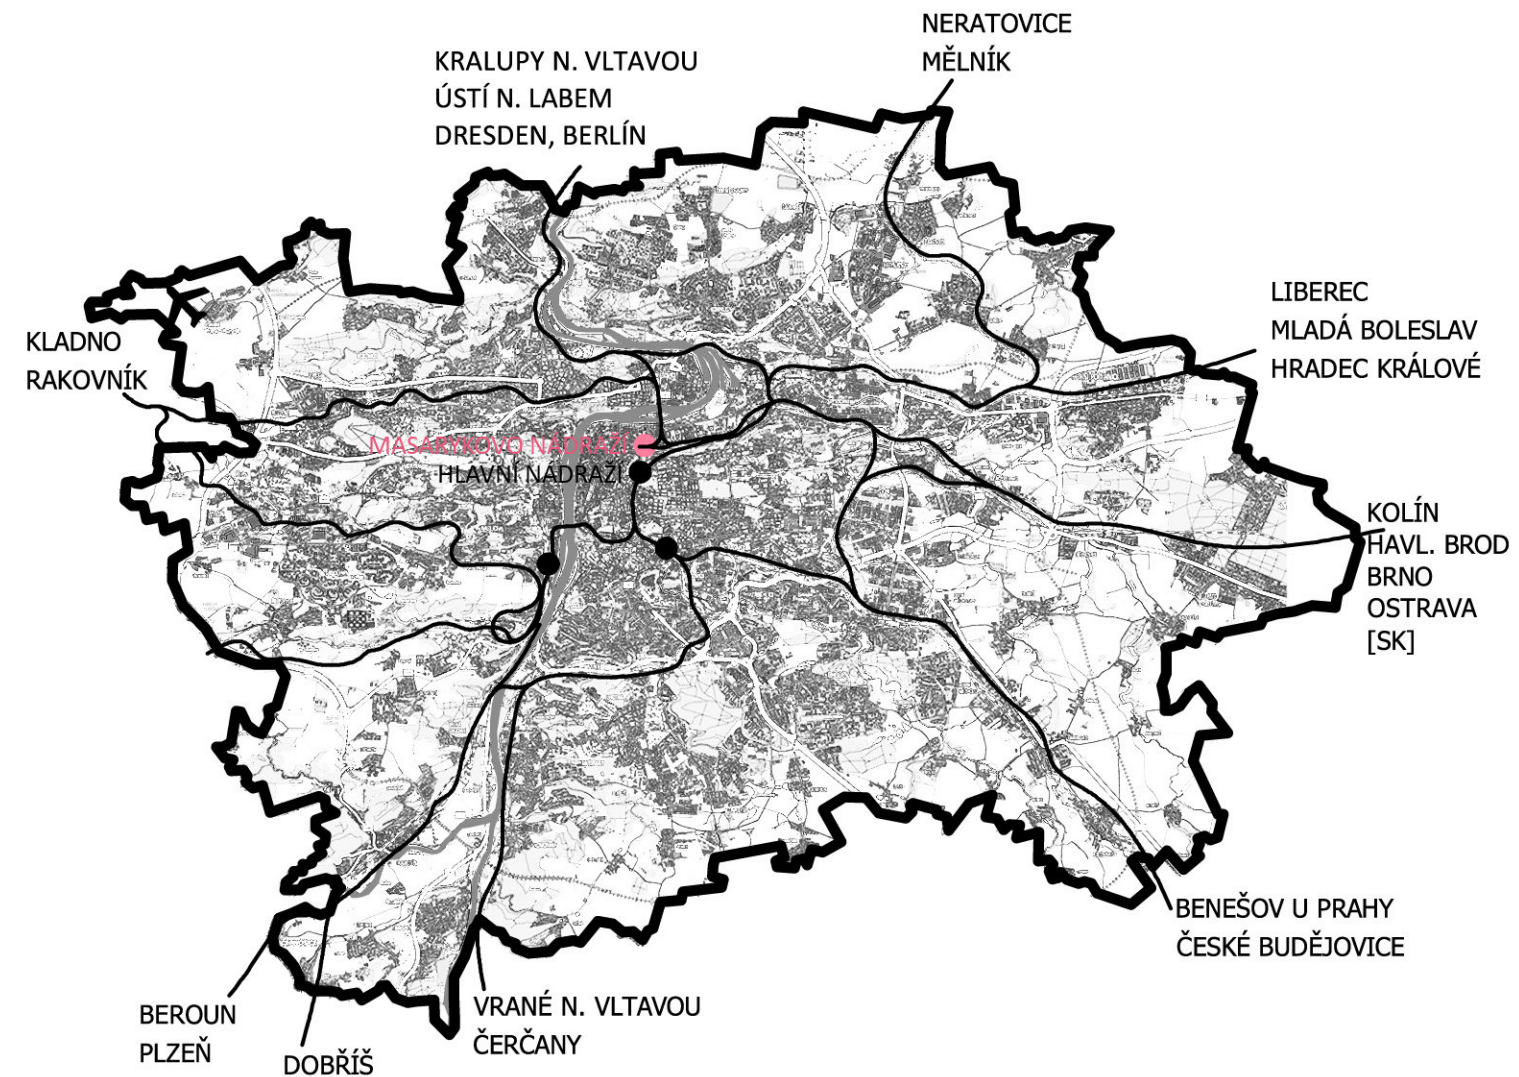 NERATOVICE
MĚLNÍK
KRALUPY N. VLTAVOU
ÚSTÍ N. LABEM
DRESDEN, BERLÍN
LIBEREC
MLADÁ BOLESLAV
HRADEC KRÁLOVÉ
KLADNO
RAKOVNÍK
MASARYKOVO NÁDRAŽÍ
HLAVNÍ NÁDRAŽÍ
KOLÍN
HAVL. BROD
BRNO
OSTRAVA
[SK]
BENEŠOV U PRAHY
ČESKÉ BUDĚJOVICE
VRANÉ N. VLTAVOU
ČERČANY
BEROUN
PLZEŇ
DOBŘÍŠ